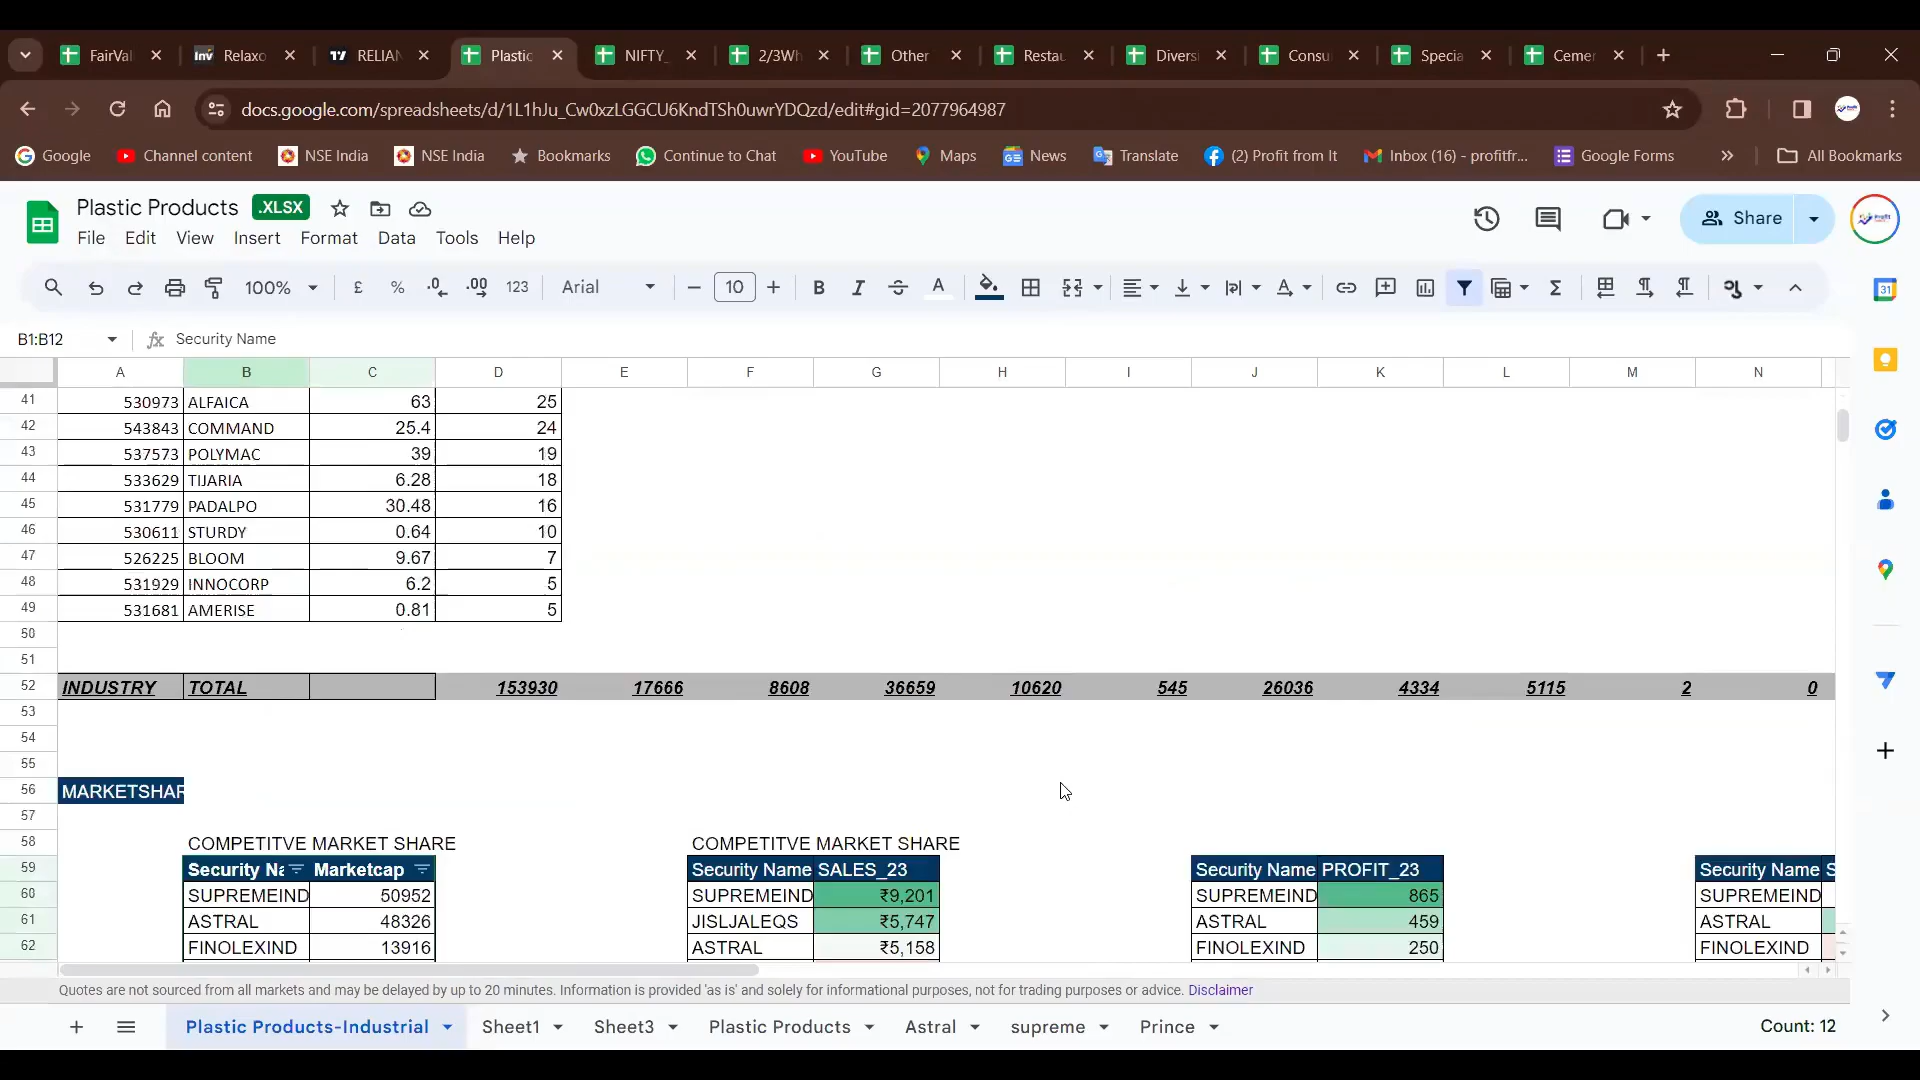 FairVal
Relaxo
RELIAN
Plastic
NIFTY_
2/3Wh
Other
Restau
Diversi
Consu
Specia
Cemer
docs.google.com/spreadsheets/d/1L1hJu_Cw0xzLGGCU6KndTSh0uwrYDQzd/edit#gid=2077964987
Google Channel content NSE India NSE India Bookmarks Continue to Chat YouTube Maps News Translate (2) Profit from It Inbox (16) - profitfr... Google Forms » All Bookmarks
Plastic Products .XLSX
File Edit View Insert Format Data Tools Help
Share
100% £ % .0 .00 123 Arial 10 B I A Σ
31
B1:B12 fx Security Name
A B C D E F G H I J K L M N
41 530973 ALFAICA 63 25
42 543843 COMMAND 25.4 24
43 537573 POLYMAC 39 19
44 533629 TIJARIA 6.28 18
45 531779 PADALPO 30.48 16
46 530611 STURDY 0.64 10
47 526225 BLOOM 9.67 7
48 531929 INNOCORP 6.2 5
49 531681 AMERISE 0.81 5
50
51
52 INDUSTRY TOTAL 153930 17666 8608 36659 10620 545 26036 4334 5115 2 0
53
54
55
56 MARKETSHAR
57
58 COMPETITVE MARKET SHARE COMPETITVE MARKET SHARE
59 Security Na Marketcap Security Name SALES_23 Security Name PROFIT_23 Security Name S
60 SUPREMEIND 50952 SUPREMEIND ₹9,201 SUPREMEIND 865 SUPREMEIND
61 ASTRAL 48326 JISLJALEQS ₹5,747 ASTRAL 459 ASTRAL
62 FINOLEXIND 13916 ASTRAL ₹5,158 FINOLEXIND 250 FINOLEXIND
Quotes are not sourced from all markets and may be delayed by up to 20 minutes. Information is provided 'as is' and solely for informational purposes, not for trading purposes or advice. Disclaimer
Plastic Products-Industrial Sheet1 Sheet3 Plastic Products Astral supreme Prince Count: 12